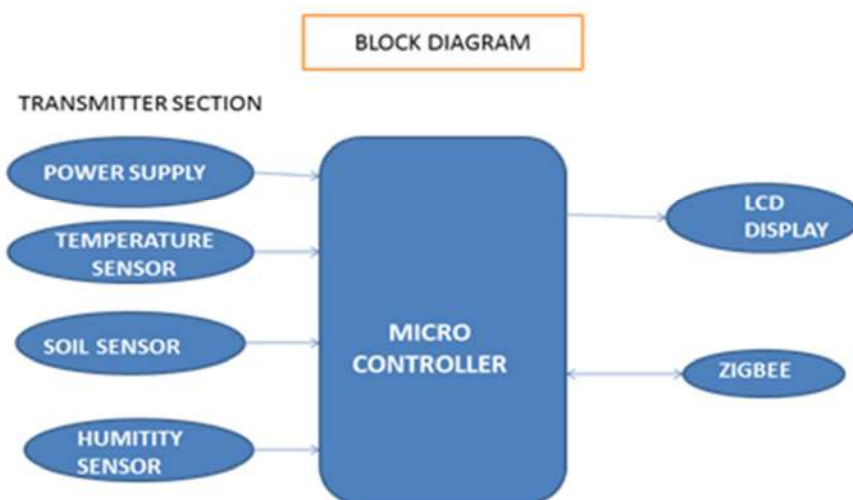 BLOCK DIAGRAM
TRANSMITTER SECTION
POWER SUPPLY
TEMPERATURE
SENSOR
SOIL SENSOR
HUMITITY
SENSOR
MICRO
CONTROLLER
LCD
DISPLAY
ZIGBEE